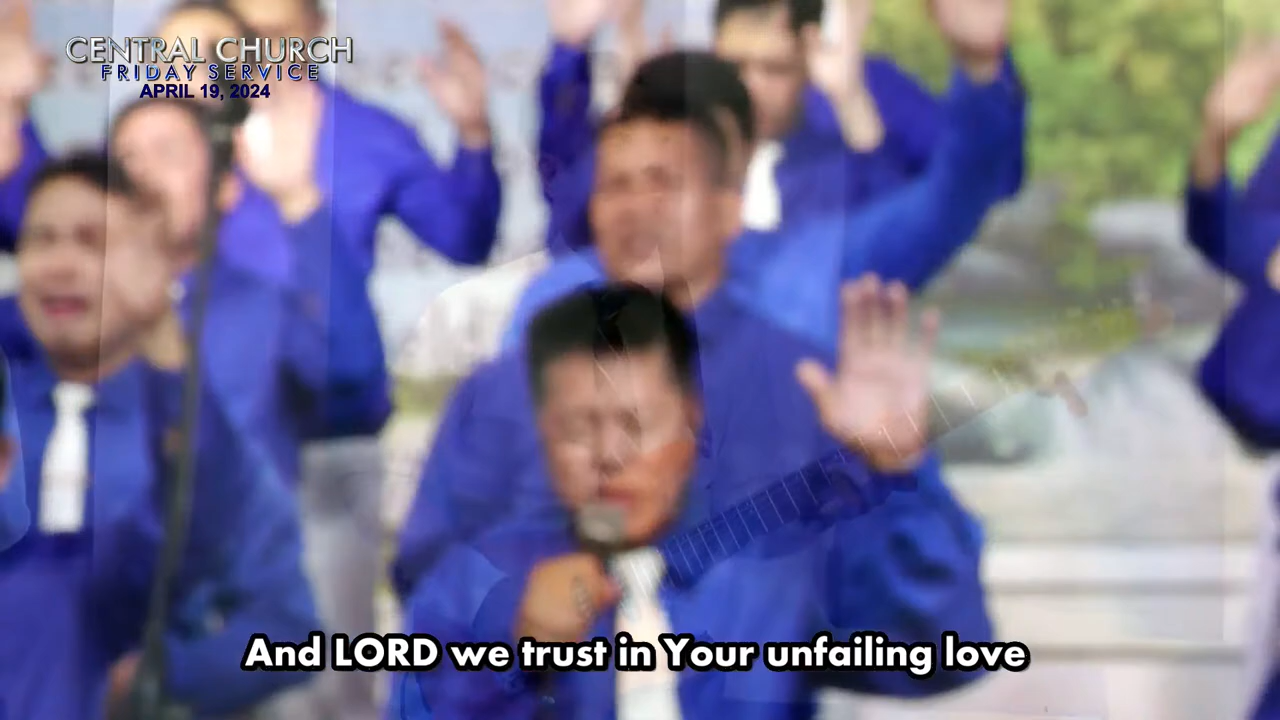 CENTRAL CHURCH
FRIDAY SERVICE
APRIL 19, 2024
And LORD we trust in Your unfailing love